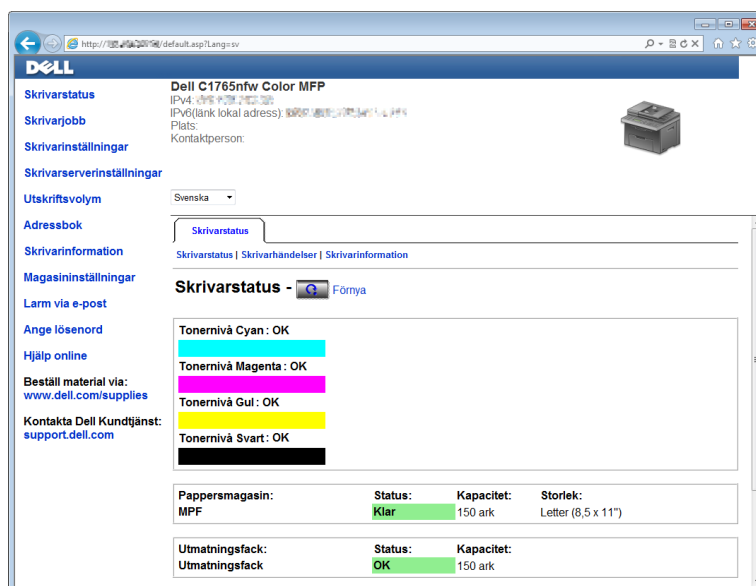 http:// /default.asp?Lang=sv
DELL
Skrivarstatus
Skrivarjobb
Skrivarinställningar
Skrivarserverinställningar
Utskriftsvolym
Adressbok
Skrivarinformation
Magasininställningar
Larm via e-post
Ange lösenord
Hjälp online
Beställ material via:
www.dell.com/supplies
Kontakta Dell Kundtjänst:
support.dell.com
Dell C1765nfw Color MFP
IPv4:
IPv6(länk lokal adress):
Plats:
Kontaktperson:
Svenska
Skrivarstatus
Skrivarstatus | Skrivarhändelser | Skrivarinformation
Skrivarstatus - Förnya
Tonernivå Cyan : OK
Tonernivå Magenta : OK
Tonernivå Gul : OK
Tonernivå Svart : OK
Pappersmagasin: Status: Kapacitet: Storlek:
MPF Klar 150 ark Letter (8,5 x 11")
Utmatningsfack: Status: Kapacitet:
Utmatningsfack OK 150 ark